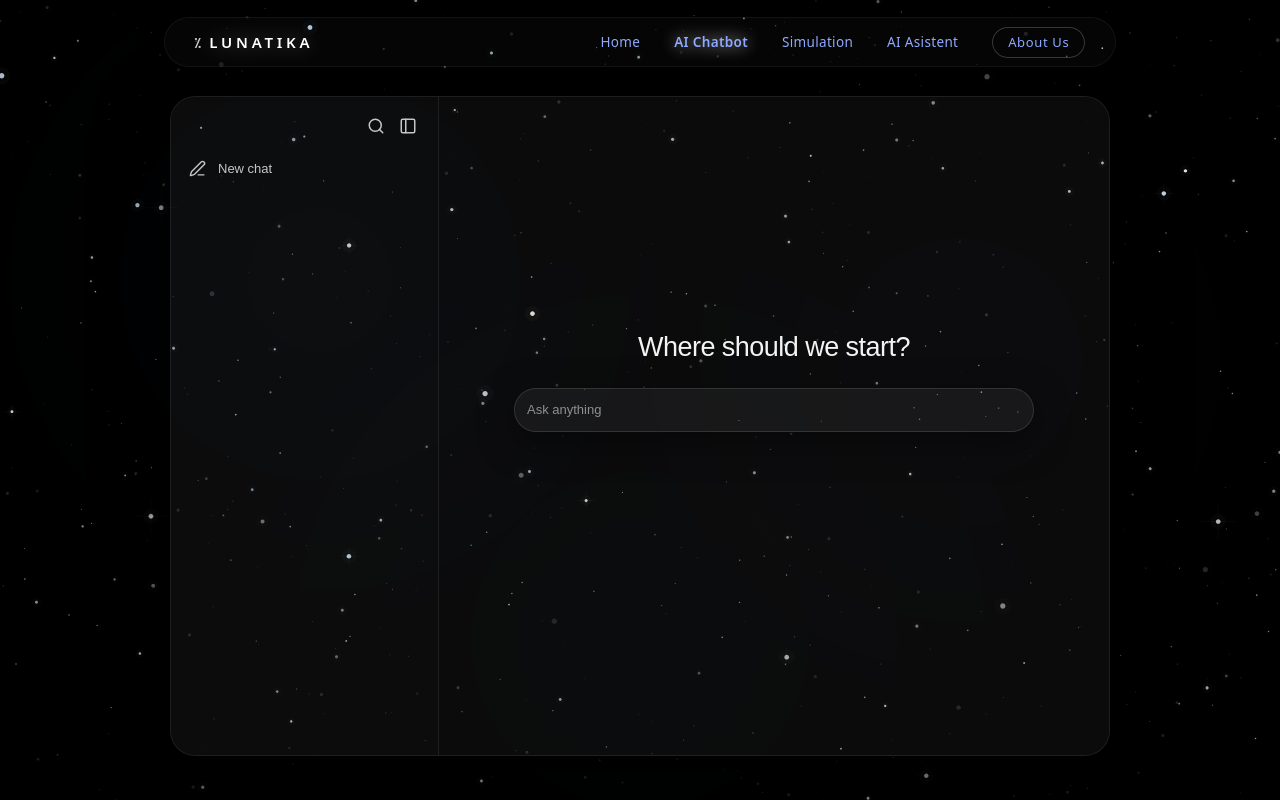 ٪ LUNATIKA
Home AI Chatbot Simulation AI Asistent About Us
New chat
Where should we start?
Ask anything